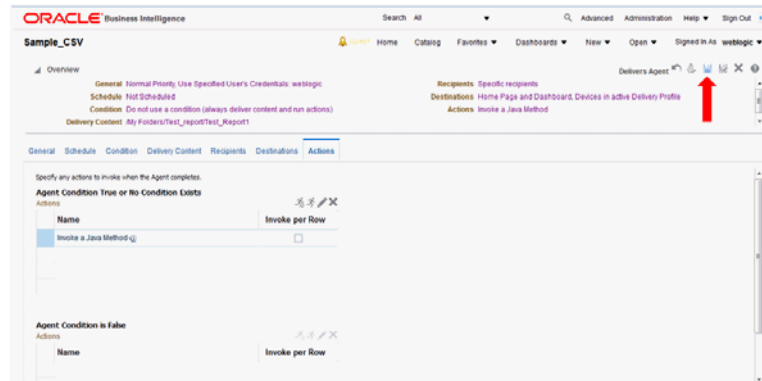 ORACLE Business Intelligence Search All Advanced Administration Help Sign Out
Sample_CSV Home Catalog Favorites Dashboards New Open Signed In As weblogic
Overview Delivers Agent
General Normal Priority, Use Specified User's Credentials: weblogic
Schedule Not Scheduled
Condition Do not use a condition (always deliver content and run actions)
Delivery Content /My Folders/Test_report/Test_Report1
Recipients Specific recipients
Destinations Home Page and Dashboard, Devices in active Delivery Profile
Actions Invoke a Java Method
General Schedule Condition Delivery Content Recipients Destinations Actions
Specify any actions to invoke when the Agent completes.
Agent Condition True or No Condition Exists
Actions
Name Invoke per Row
Invoke a Java Method
Agent Condition is False
Actions
Name Invoke per Row